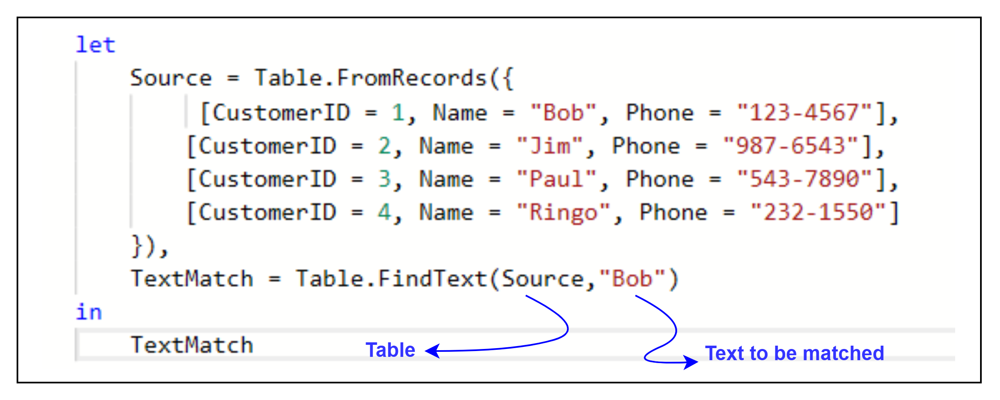 let
Source = Table.FromRecords({
[CustomerID = 1, Name = "Bob", Phone = "123-4567"],
[CustomerID = 2, Name = "Jim", Phone = "987-6543"],
[CustomerID = 3, Name = "Paul", Phone = "543-7890"],
[CustomerID = 4, Name = "Ringo", Phone = "232-1550"]
}),
TextMatch = Table.FindText(Source,"Bob")
in
TextMatch
Table
Text to be matched